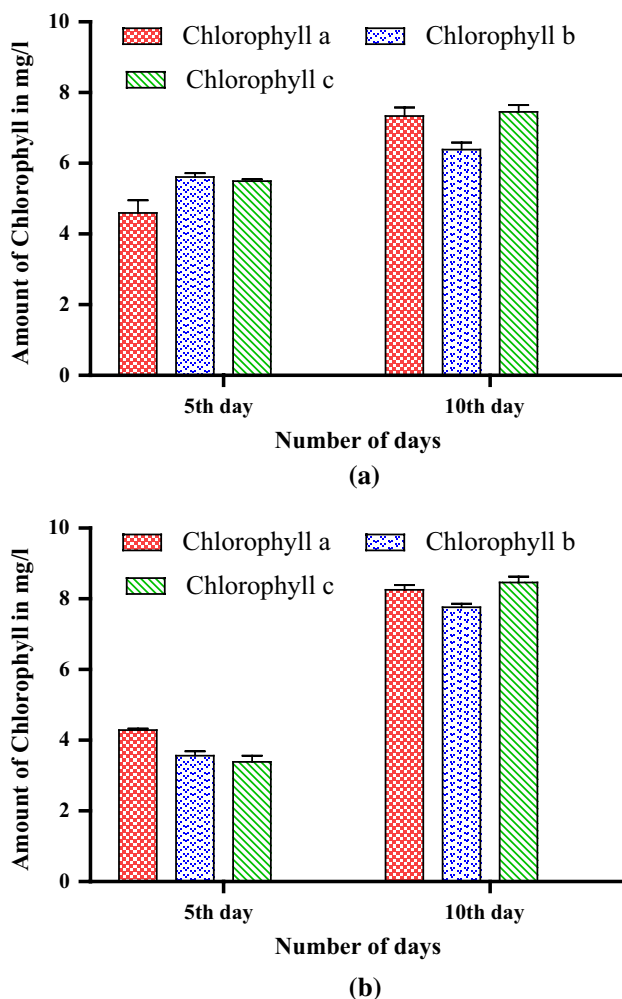 Amount of Chlorophyll in mg/l
10
8
6
4
2
0
Chlorophyll a
Chlorophyll b
Chlorophyll c
5th day
10th day
Number of days
(a)
Amount of Chlorophyll in mg/l
10
8
6
4
2
0
Chlorophyll a
Chlorophyll b
Chlorophyll c
5th day
10th day
Number of days
(b)